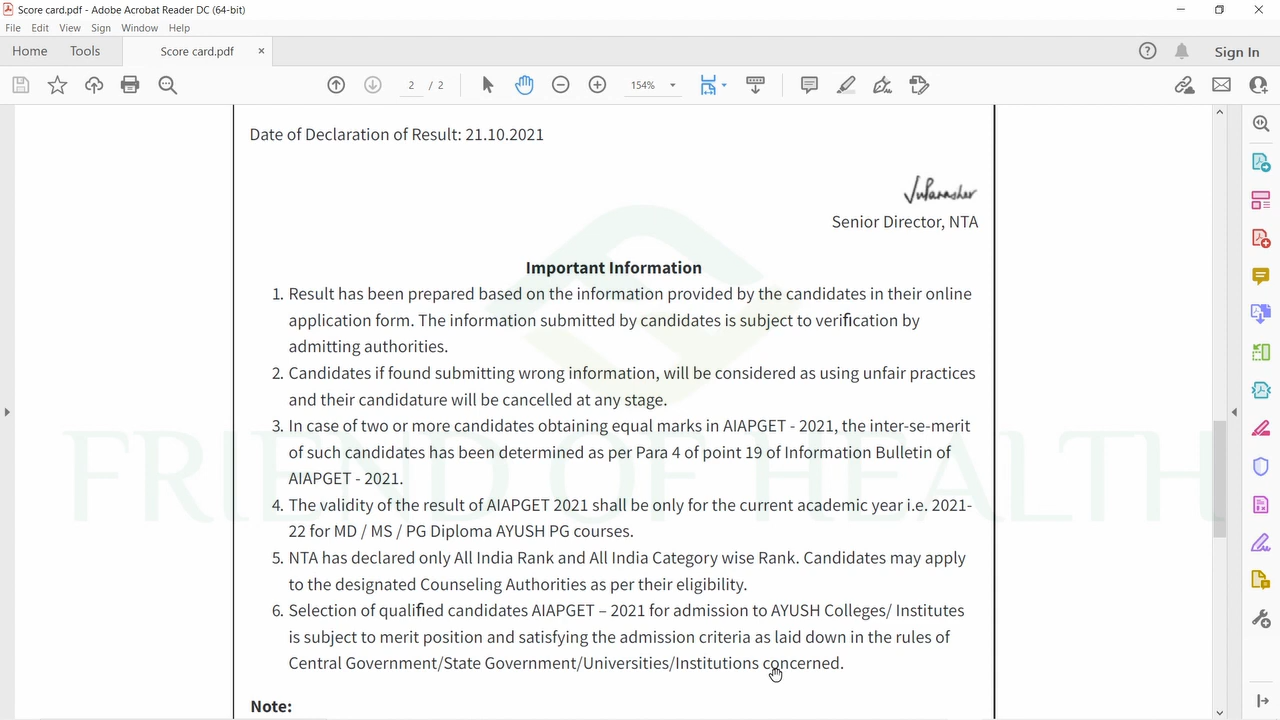 Score card.pdf - Adobe Acrobat Reader DC (64-bit)
File Edit View Sign Window Help
Home Tools Score card.pdf × Sign In
2 / 2 154%
Date of Declaration of Result: 21.10.2021
Senior Director, NTA
Important Information
1. Result has been prepared based on the information provided by the candidates in their online
application form. The information submitted by candidates is subject to verification by
admitting authorities.
2. Candidates if found submitting wrong information, will be considered as using unfair practices
and their candidature will be cancelled at any stage.
3. In case of two or more candidates obtaining equal marks in AIAPGET - 2021, the inter-se-merit
of such candidates has been determined as per Para 4 of point 19 of Information Bulletin of
AIAPGET - 2021.
4. The validity of the result of AIAPGET 2021 shall be only for the current academic year i.e. 2021-
22 for MD / MS / PG Diploma AYUSH PG courses.
5. NTA has declared only All India Rank and All India Category wise Rank. Candidates may apply
to the designated Counseling Authorities as per their eligibility.
6. Selection of qualified candidates AIAPGET – 2021 for admission to AYUSH Colleges/ Institutes
is subject to merit position and satisfying the admission criteria as laid down in the rules of
Central Government/State Government/Universities/Institutions concerned.
Note:
FRIEND OF HEALTH